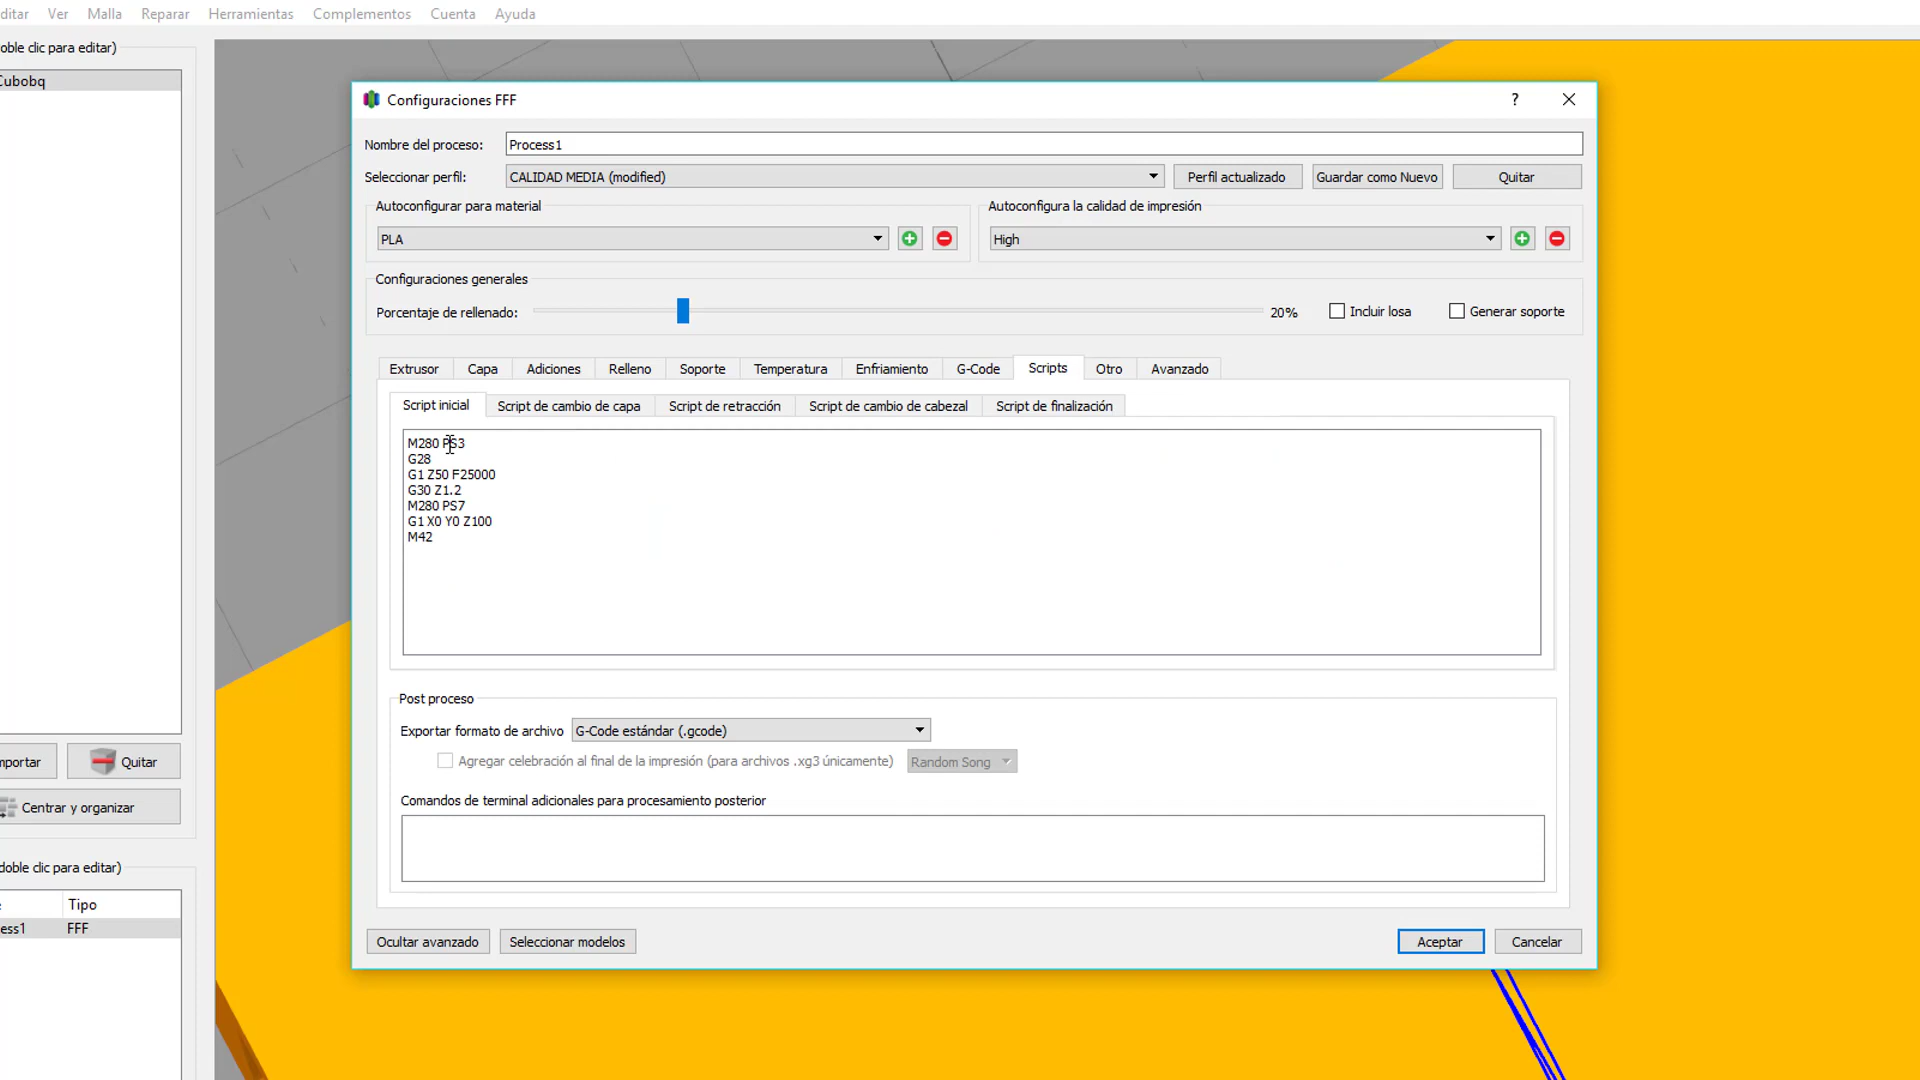 ditar Ver Malla Reparar Herramientas Complementos Cuenta Ayuda
oble clic para editar)
Cubobq
Configuraciones FFF
?
Nombre del proceso: Process1
Seleccionar perfil: CALIDAD MEDIA (modified) Perfil actualizado Guardar como Nuevo Quitar
Autoconfigurar para material Autoconfigura la calidad de impresión
PLA High
Configuraciones generales
Porcentaje de rellenado: 20% Incluir losa Generar soporte
Extrusor Capa Adiciones Relleno Soporte Temperatura Enfriamiento G-Code Scripts Otro Avanzado
Script inicial Script de cambio de capa Script de retracción Script de cambio de cabezal Script de finalización
M280 PS3
G28
G1 Z50 F25000
G30 Z1.2
M280 PS7
G1 X0 Y0 Z100
M42
Post proceso
Exportar formato de archivo G-Code estándar (.gcode)
Agregar celebración al final de la impresión (para archivos .xg3 únicamente) Random Song
Comandos de terminal adicionales para procesamiento posterior
mportar Quitar
Centrar y organizar
doble clic para editar)
e Tipo
ess1 FFF
Ocultar avanzado Seleccionar modelos Aceptar Cancelar